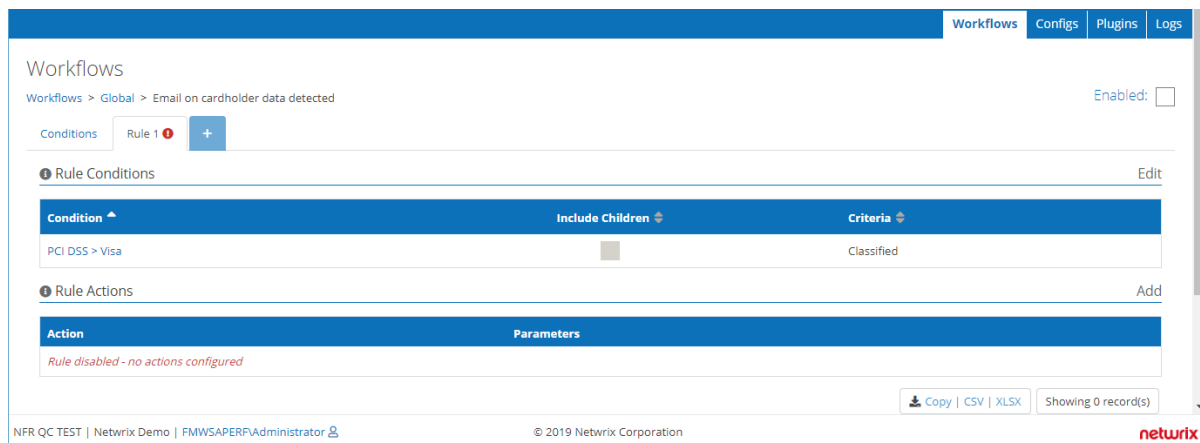 Workflows Configs Plugins Logs
Workflows
Workflows > Global > Email on cardholder data detected
Enabled:
Conditions Rule 1 +
Rule Conditions Edit
Condition Include Children Criteria
PCI DSS > Visa Classified
Rule Actions Add
Action Parameters
Rule disabled - no actions configured
Copy | CSV | XLSX Showing 0 record(s)
NFR QC TEST | Netwrix Demo | FMWSAPERF\Administrator © 2019 Netwrix Corporation netwrix